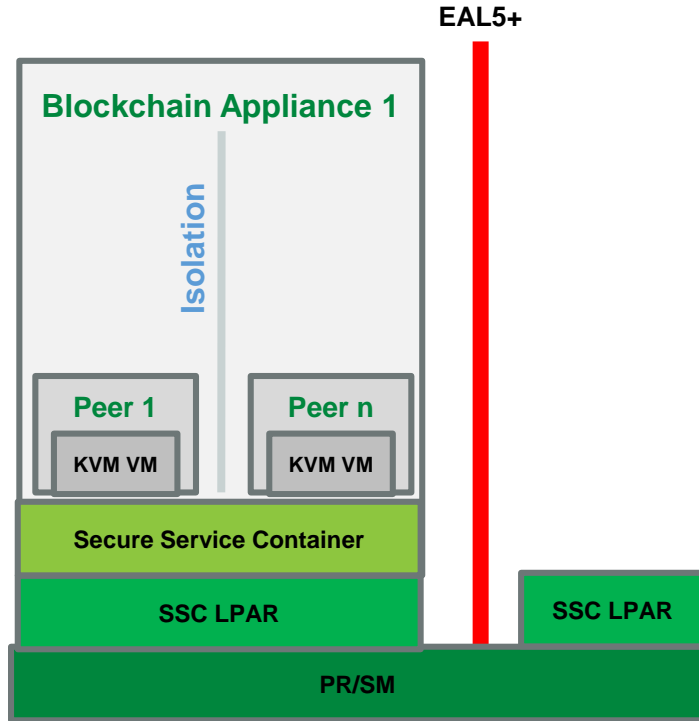 EAL5+
Blockchain Appliance 1
Isolation
Peer 1
Peer n
KVM VM
KVM VM
Secure Service Container
SSC LPAR
SSC LPAR
PR/SM